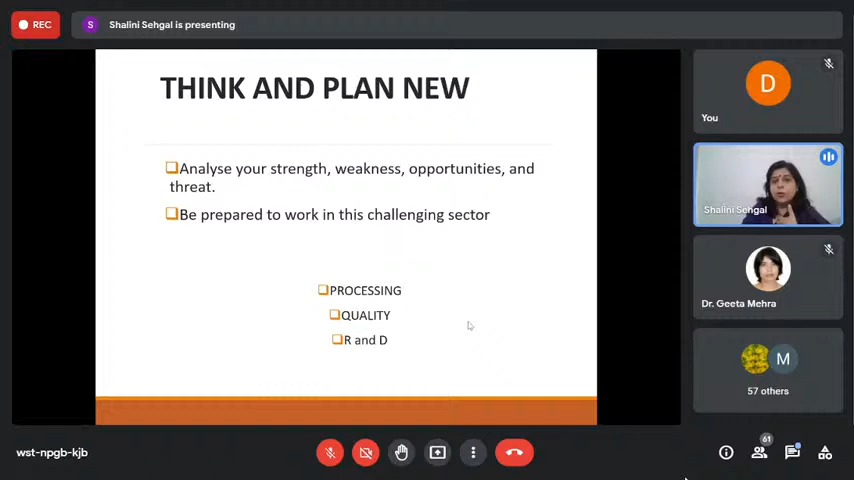 REC
S
Shalini Sehgal is presenting
THINK AND PLAN NEW
Analyse your strength, weakness, opportunities, and
threat.
Be prepared to work in this challenging sector
PROCESSING
QUALITY
R and D
D
You
Shalini Sehgal
Dr. Geeta Mehra
M
57 others
wst-npgb-kjb
61